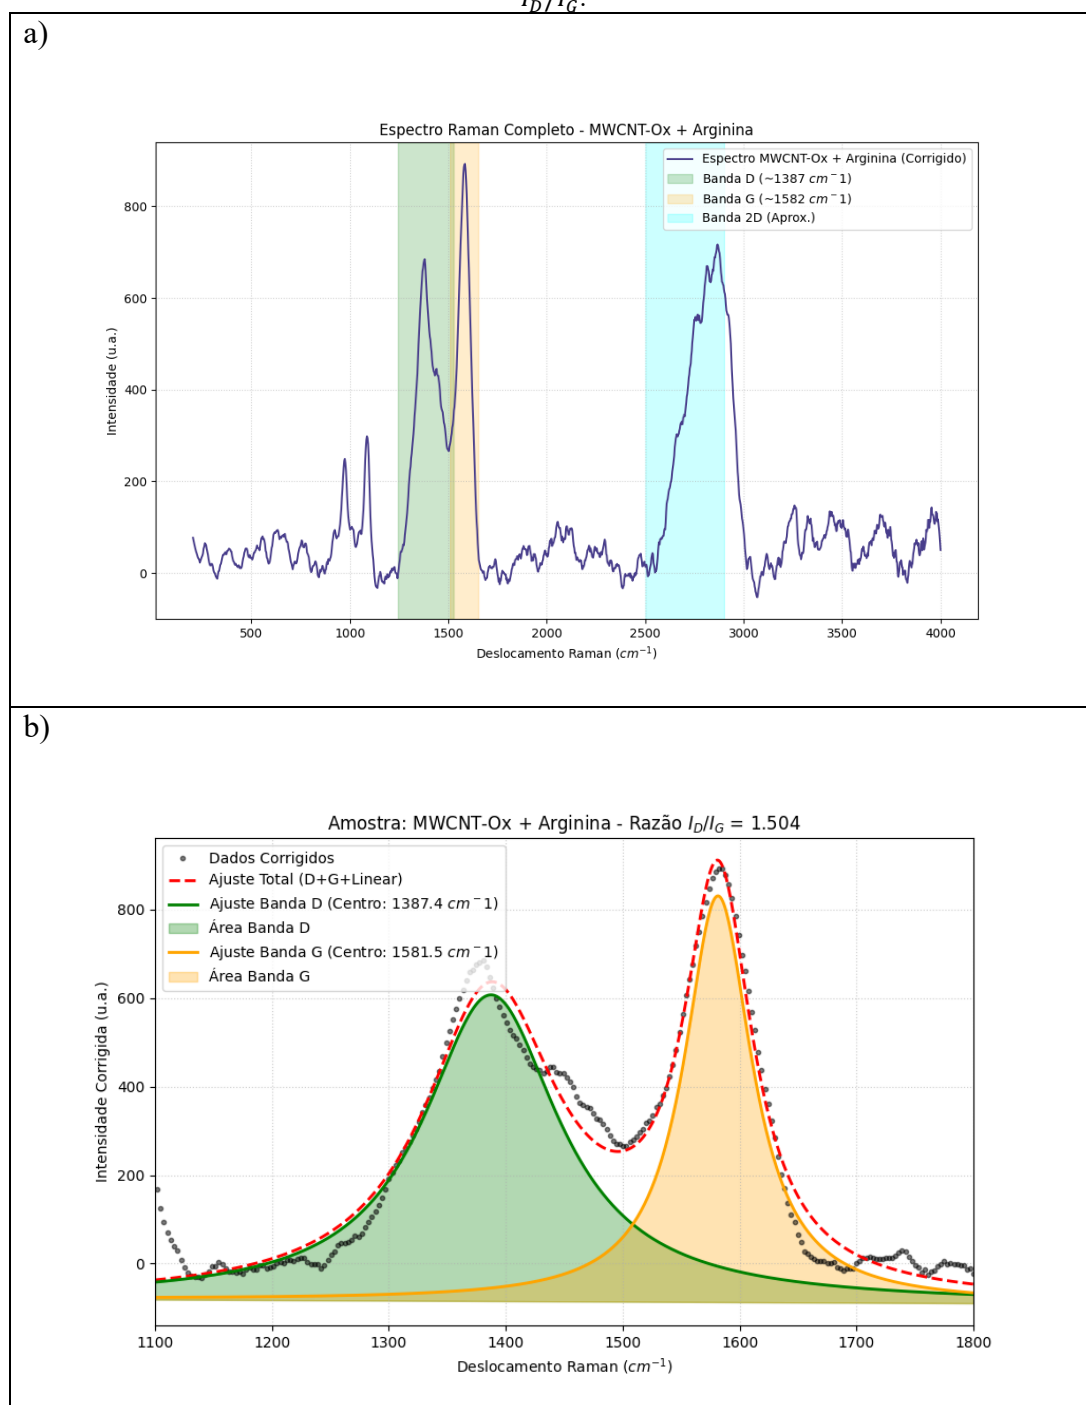 I_D/I_G.
a)
Espectro Raman Completo - MWCNT-Ox + Arginina
Espectro MWCNT-Ox + Arginina (Corrigido)
Banda D (~1387 cm⁻1)
Banda G (~1582 cm⁻1)
Banda 2D (Aprox.)
Intensidade (u.a.)
800
600
400
200
0
500 1000 1500 2000 2500 3000 3500 4000
Deslocamento Raman (cm⁻¹)
b)
Amostra: MWCNT-Ox + Arginina - Razão I_D/I_G = 1.504
Dados Corrigidos
Ajuste Total (D+G+Linear)
Ajuste Banda D (Centro: 1387.4 cm⁻1)
Área Banda D
Ajuste Banda G (Centro: 1581.5 cm⁻1)
Área Banda G
Intensidade Corrigida (u.a.)
800
600
400
200
0
1100 1200 1300 1400 1500 1600 1700 1800
Deslocamento Raman (cm⁻¹)